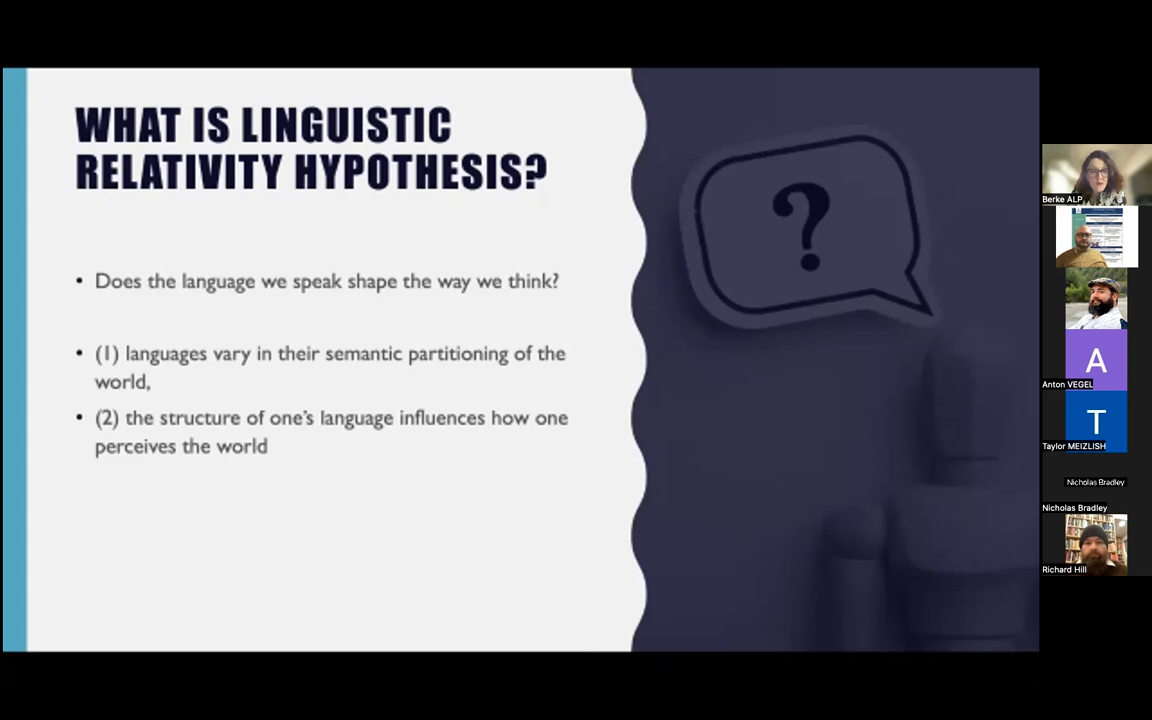 WHAT IS LINGUISTIC
RELATIVITY HYPOTHESIS?
• Does the language we speak shape the way we think?
• (1) languages vary in their semantic partitioning of the
world,
• (2) the structure of one's language influences how one
perceives the world
?
Berke ALP
A
Anton VEGEL
T
Taylor MEIZLISH
Nicholas Bradley
Nicholas Bradley
Richard Hill